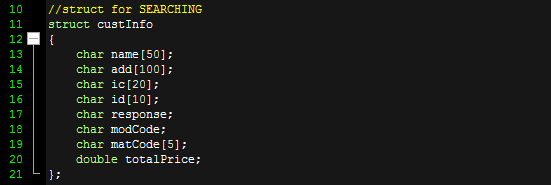 10 //struct for SEARCHING
11 struct custInfo
12 {
13 char name[50];
14 char add[100];
15 char ic[20];
16 char id[10];
17 char response;
18 char modCode;
19 char matCode[5];
20 double totalPrice;
21 };